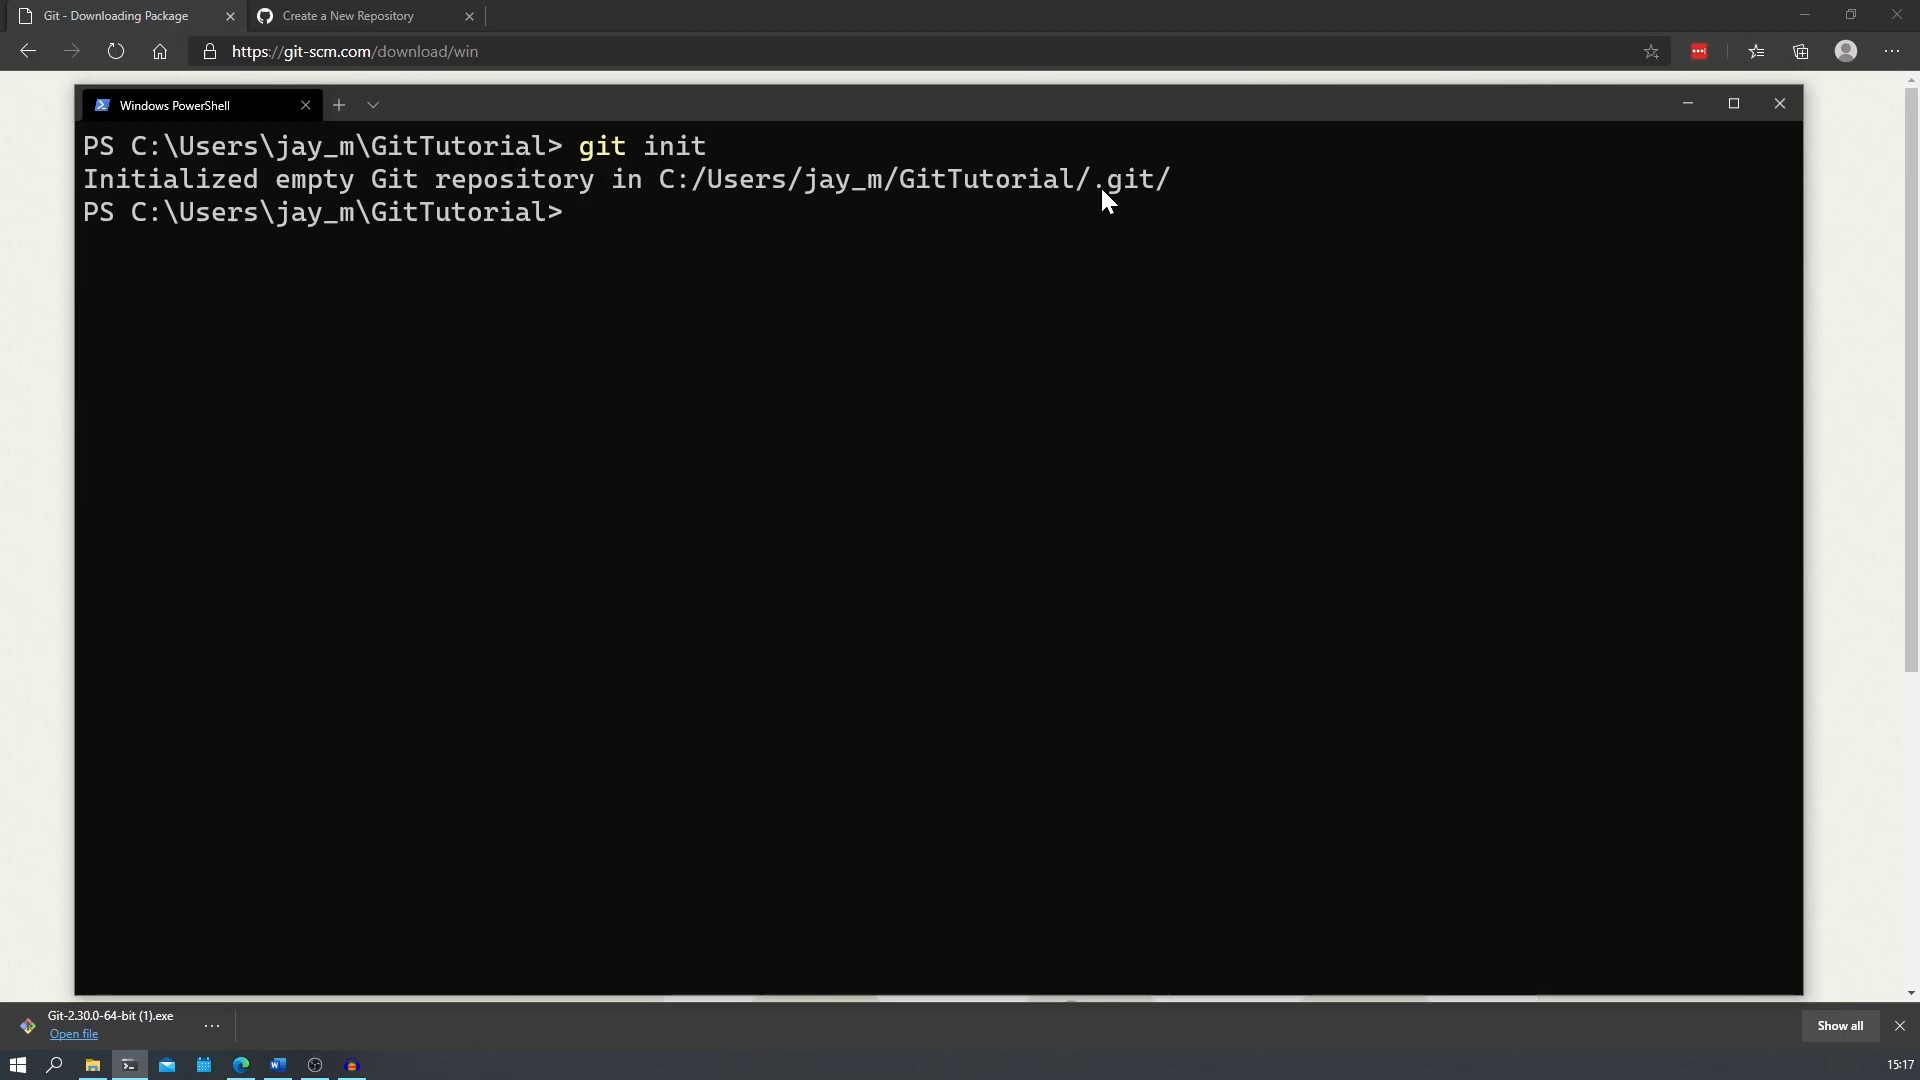 Git - Downloading Package
Create a New Repository
https://git-scm.com/download/win
Windows PowerShell
PS C:\Users\jay_m\GitTutorial> git init
Initialized empty Git repository in C:/Users/jay_m/GitTutorial/.git/
PS C:\Users\jay_m\GitTutorial>
Git-2.30.0-64-bit (1).exe
Open file
Show all
15:17